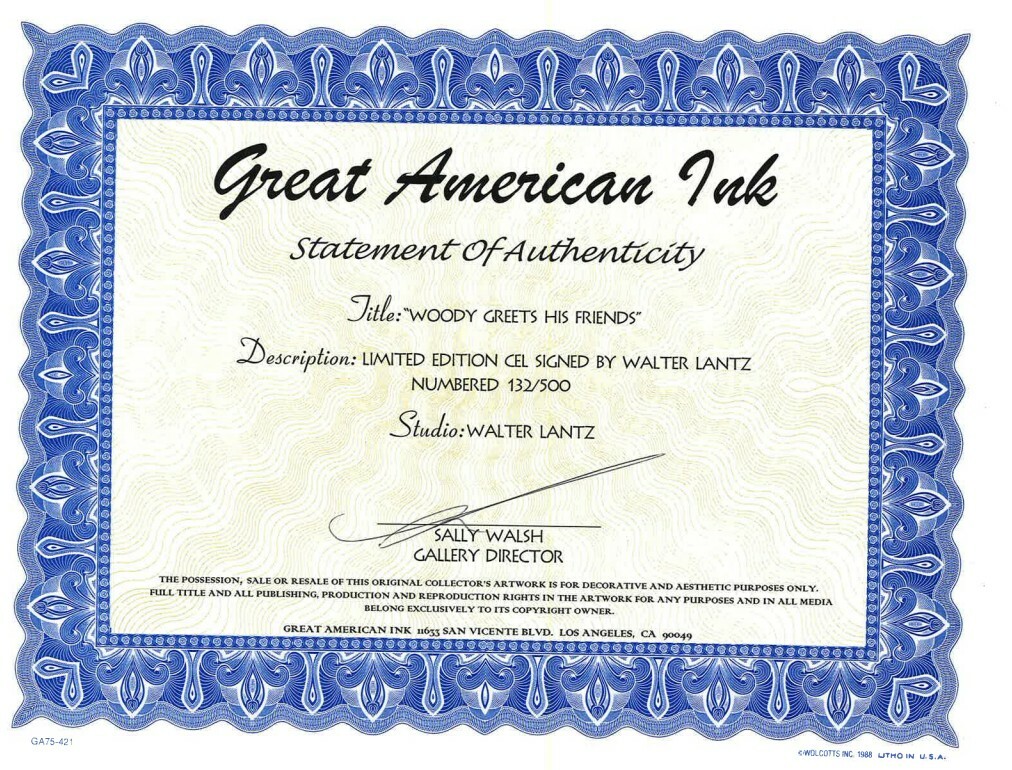 Great American Ink
Statement Of Authenticity
Title: "WOODY GREETS HIS FRIENDS"
Description: LIMITED EDITION CEL SIGNED BY WALTER LANTZ
NUMBERED 132/500
Studio: WALTER LANTZ
SALLY WALSH
GALLERY DIRECTOR
THE POSSESSION, SALE OR RESALE OF THIS ORIGINAL COLLECTOR'S ARTWORK IS FOR DECORATIVE AND AESTHETIC PURPOSES ONLY.
FULL TITLE AND ALL PUBLISHING, PRODUCTION AND REPRODUCTION RIGHTS IN THE ARTWORK FOR ANY PURPOSES AND IN ALL MEDIA
BELONG EXCLUSIVELY TO ITS COPYRIGHT OWNER.
GREAT AMERICAN INK 11633 SAN VICENTE BLVD. LOS ANGELES, CA 90049
GA75-421
©WOLCOTTS INC. 1988 LITHO IN U.S.A.